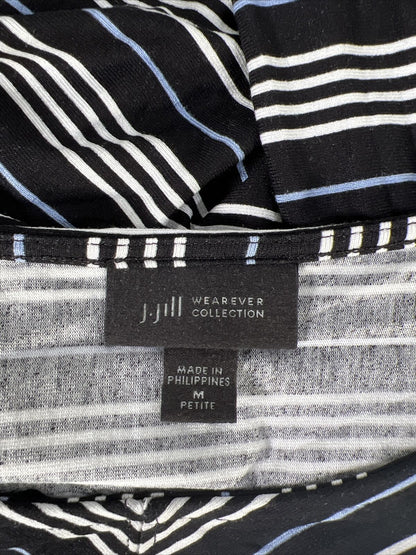 J.Jill WEAREVER
COLLECTION
MADE IN
PHILIPPINES
M
PETITE